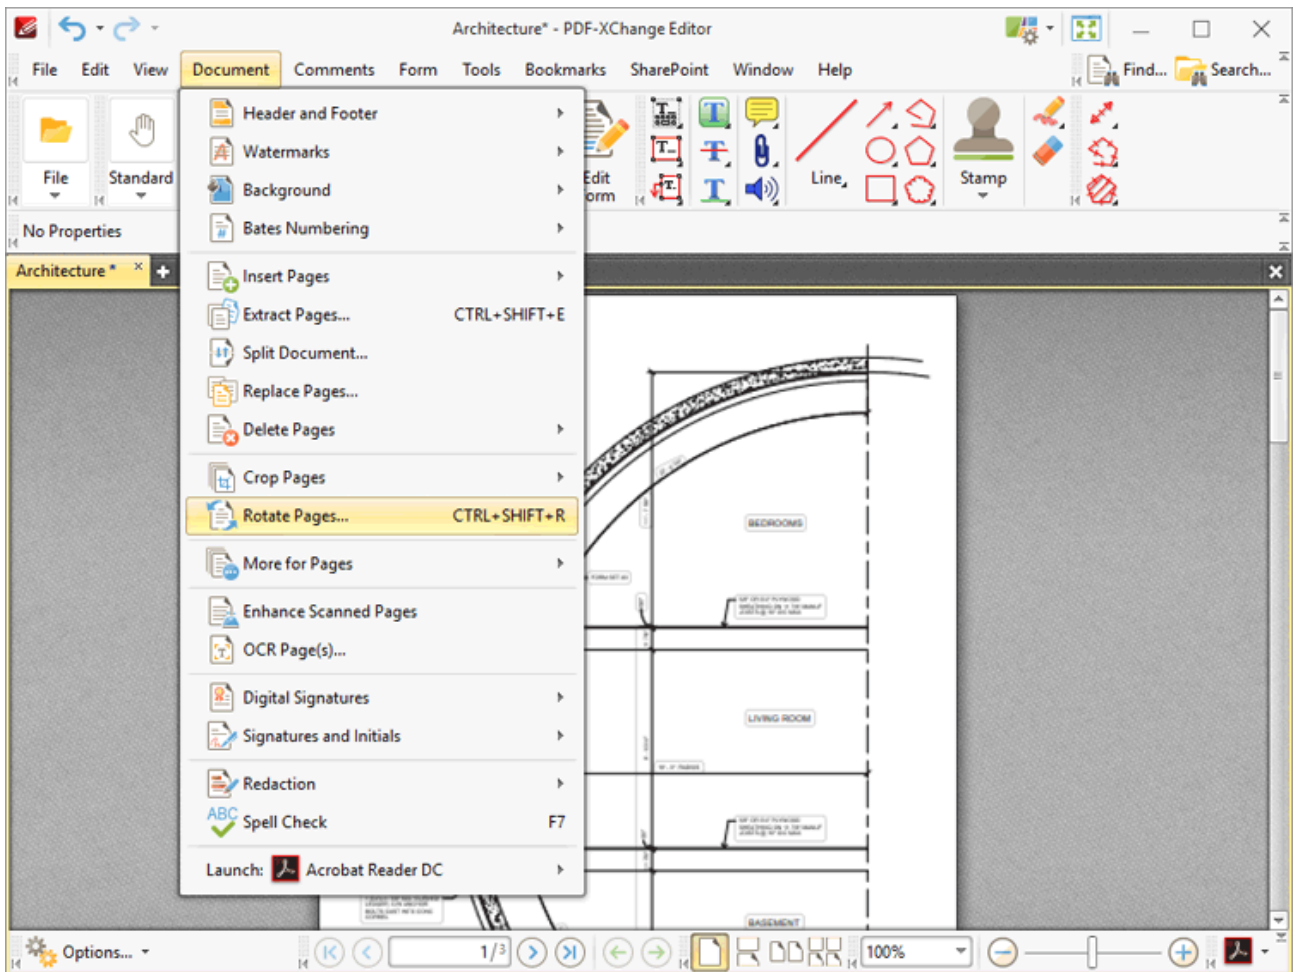 Architecture* - PDF-XChange Editor
File Edit View Document Comments Form Tools Bookmarks SharePoint Window Help Find... Search...
File Standard Edit Form Line Stamp
No Properties
Architecture *
Header and Footer
Watermarks
Background
Bates Numbering
Insert Pages
Extract Pages... CTRL+SHIFT+E
Split Document...
Replace Pages...
Delete Pages
Crop Pages
Rotate Pages... CTRL+SHIFT+R
More for Pages
Enhance Scanned Pages
OCR Page(s)...
Digital Signatures
Signatures and Initials
Redaction
ABC Spell Check F7
Launch: Acrobat Reader DC
BEDROOMS
LIVING ROOM
BASEMENT
Options... 1/3 100%